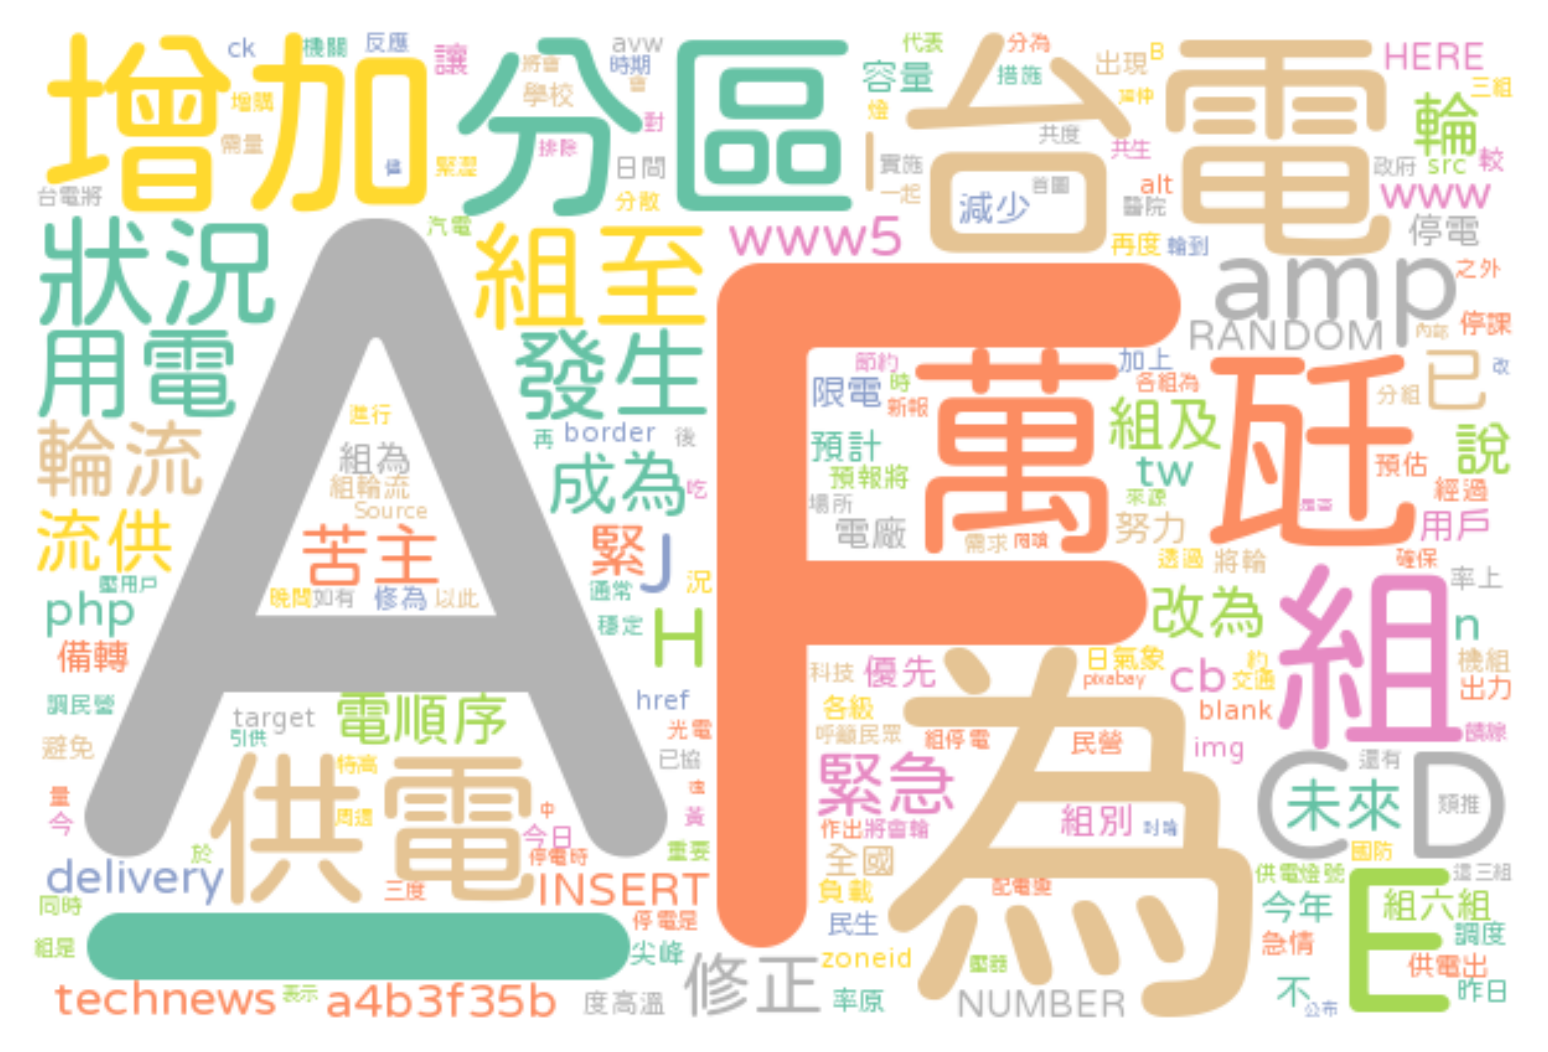 增加 分區 台電
ck 機關 反應 讓 avw 時期 將會 會 學校 代表 容量 分為 措施 出現 B HERE 三組
增購 需量 緊澀 排除 對 日間 分散 燈 實施 一起 共度 共生 延伸 輪 較
台電將 汽電 減少 首圖 alt 醫院 政府 src www
狀況 組至 www5 再度 輪到 停電
用電 發生 amp 之外
RANDOM 內部 停課
輪流 進行 再 border 後 節約 限電 時 新報 加上 各組為 分組 已 改
組為 組輪流 Source 成為 吃 預計 預報將 萬 瓩 組及 tw 預估 說
流供 苦主 緊 J 況 場所 電廠 需求 來源 努力 是否 經過 用戶
壓用戶 晚間 如有 修為 以此 通常 透過 將輪 確保 率上
php 備轉 穩定 H 改為 組 n
A F 為
調民營 target 引供 電順序 href 科技 優先 日氣象 pixabay cb 約 交通 機組 出力
避免 光電 已協 各級 呼籲民眾 組停電 民營 blank img
供電 特高 周邊 中 緊急 組別 C D 未來 還有 類推
量 今 於 今日 停電時 黃 重要 作出 將會輪 全國 國防
delivery 三度 INSERT 負載 配電變 供電燈號 這三組
同時 組是 停電是 尖峰 民生 今年 急情 E 組六組 調度
修正 zoneid 壓器 供電出 昨日
technews 表示 a4b3f35b 度高溫 率原 NUMBER 不 公布